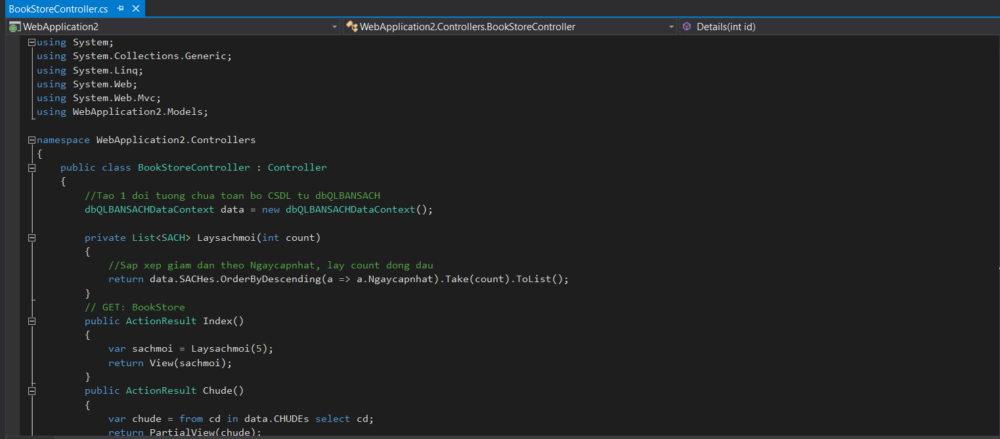 BookStoreController.cs
WebApplication2 WebApplication2.Controllers.BookStoreController Details(int id)
using System;
using System.Collections.Generic;
using System.Linq;
using System.Web;
using System.Web.Mvc;
using WebApplication2.Models;
namespace WebApplication2.Controllers
{
public class BookStoreController : Controller
{
//Tao 1 doi tuong chua toan bo CSDL tu dbQLBANSACH
dbQLBANSACHDataContext data = new dbQLBANSACHDataContext();
private List<SACH> Laysachmoi(int count)
{
//Sap xep giam dan theo Ngaycapnhat, lay count dong dau
return data.SACHes.OrderByDescending(a => a.Ngaycapnhat).Take(count).ToList();
}
// GET: BookStore
public ActionResult Index()
{
var sachmoi = Laysachmoi(5);
return View(sachmoi);
}
public ActionResult Chude()
{
var chude = from cd in data.CHUDEs select cd;
return PartialView(chude);